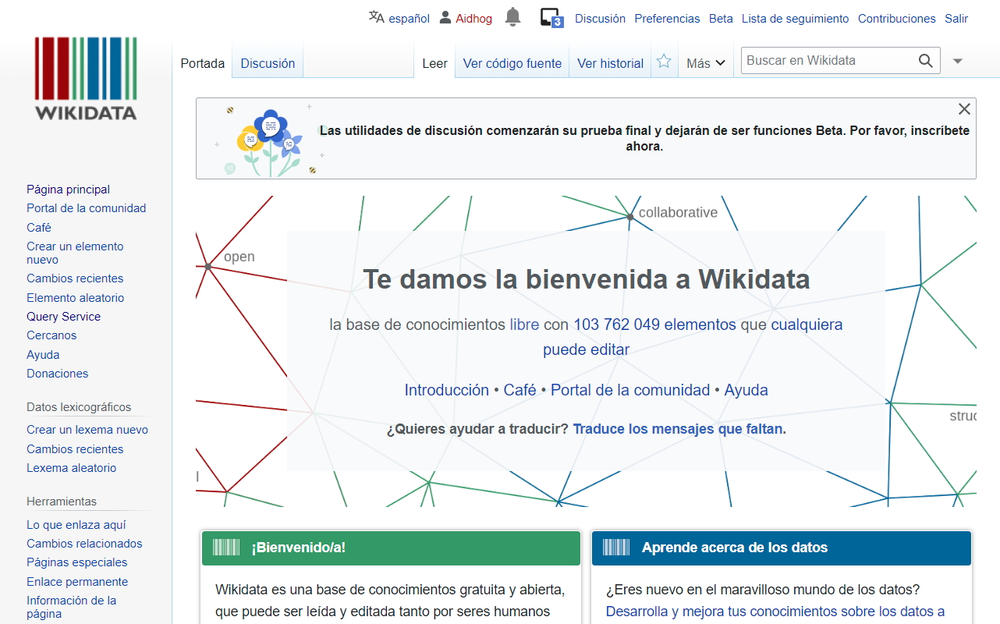 español Aidhog 3 Discusión Preferencias Beta Lista de seguimiento Contribuciones Salir
WIKIDATA
Portada Discusión Leer Ver código fuente Ver historial Más Buscar en Wikidata
Las utilidades de discusión comenzarán su prueba final y dejarán de ser funciones Beta. Por favor, inscríbete
ahora.
Página principal
Portal de la comunidad
Café
Crear un elemento
nuevo
Cambios recientes
Elemento aleatorio
Query Service
Cercanos
Ayuda
Donaciones
Datos lexicográficos
Crear un lexema nuevo
Cambios recientes
Lexema aleatorio
Herramientas
Lo que enlaza aquí
Cambios relacionados
Páginas especiales
Enlace permanente
Información de la
página
collaborative
open
Te damos la bienvenida a Wikidata
la base de conocimientos libre con 103 762 049 elementos que cualquiera
puede editar
Introducción • Café • Portal de la comunidad • Ayuda
struc
¿Quieres ayudar a traducir? Traduce los mensajes que faltan.
¡Bienvenido/a!
Wikidata es una base de conocimientos gratuita y abierta,
que puede ser leída y editada tanto por seres humanos
Aprende acerca de los datos
¿Eres nuevo en el maravilloso mundo de los datos?
Desarrolla y mejora tus conocimientos sobre los datos a